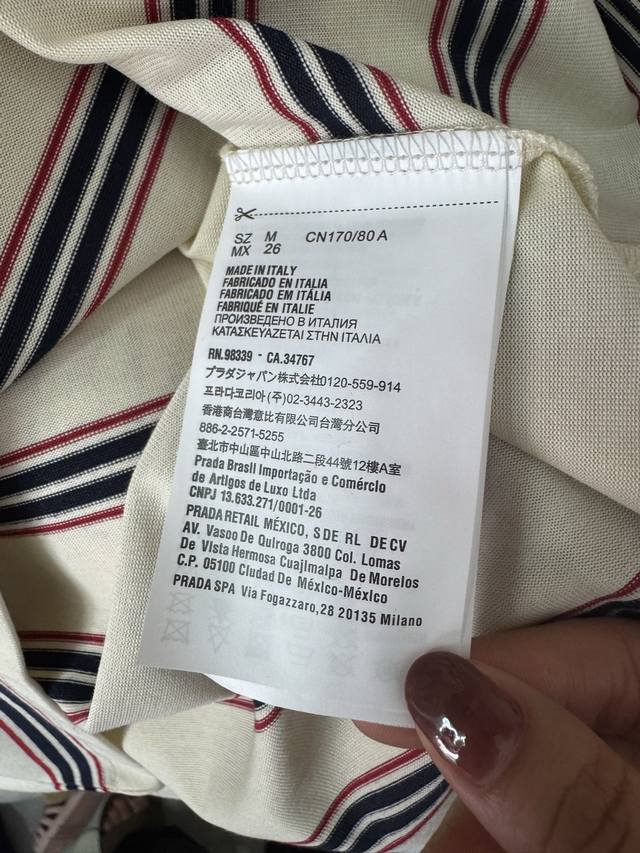 SZ M CN170/80 A
MX 26
MADE IN ITALY
FABRICADO EN ITALIA
FABRICADO EM ITÁLIA
FABRIQUÉ EN ITALIE
ПРОИЗВЕДЕНО В ИТАЛИЯ
ΚΑΤΑΣΚΕΥΑΖΕΤΑΙ ΣΤΗΝ ΙΤΑΛΙΑ
RN.98339 - CA.34767
プラダジャパン株式会社0120-559-914
프라다코리아(주)02-3443-2323
香港商台灣意比有限公司台灣分公司
886-2-2571-5255
臺北市中山區中山北路二段44號12樓A室
Prada Brasil Importação e Comércio
de Artigos de Luxo Ltda
CNPJ 13.633.271/0001-26
PRADA RETAIL MÉXICO, S DE RL DE CV
AV. Vasoo De Quiroga 3800 Col. Lomas
De Vista Hermosa Cuajimalpa De Morelos
C.P. 05100 Ciudad De México-México
PRADA SPA Via Fogazzaro,28 20135 Milano